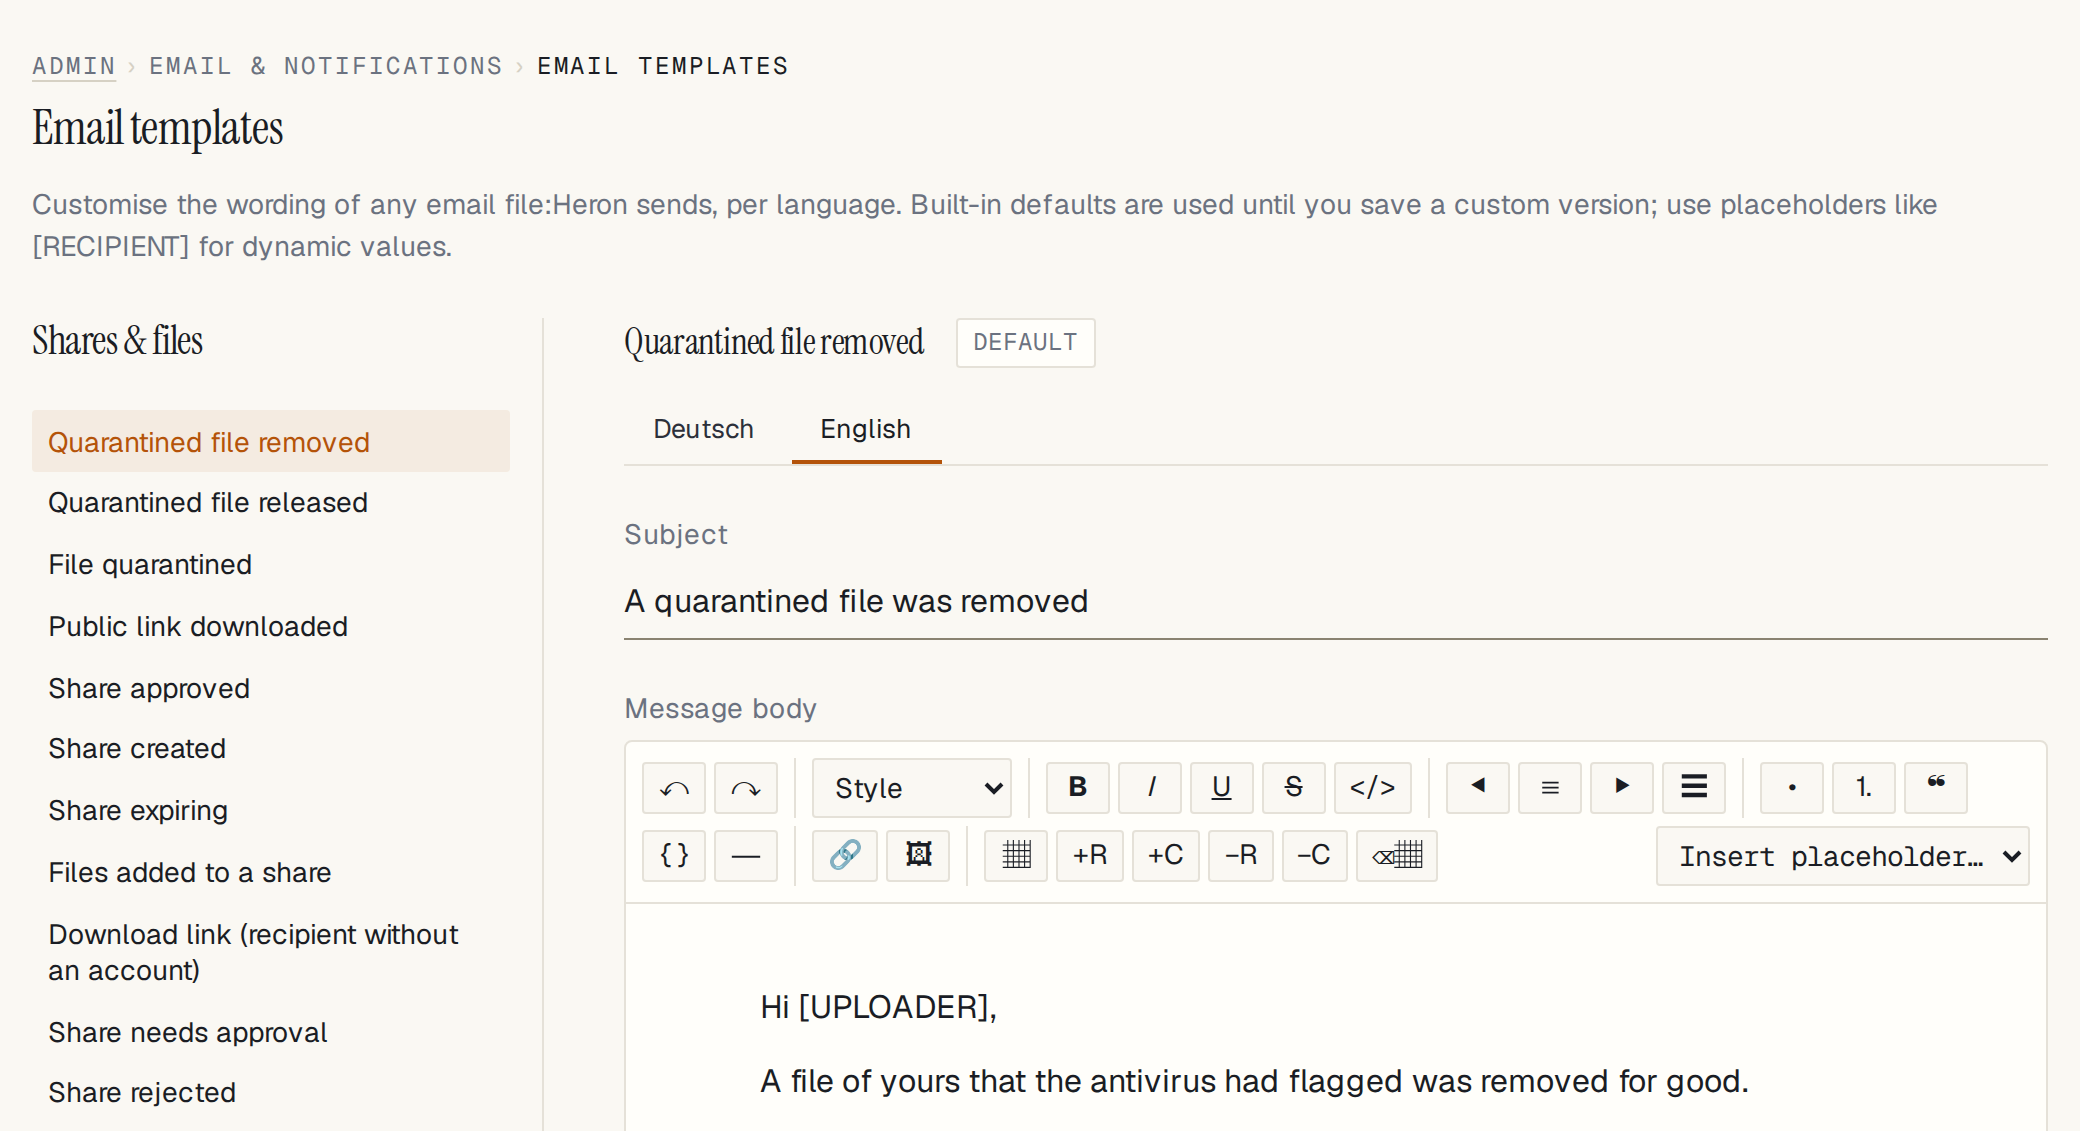 ADMIN › EMAIL & NOTIFICATIONS › EMAIL TEMPLATES
Email templates
Customise the wording of any email file:Heron sends, per language. Built-in defaults are used until you save a custom version; use placeholders like
[RECIPIENT] for dynamic values.
Shares & files
Quarantined file removed
Quarantined file released
File quarantined
Public link downloaded
Share approved
Share created
Share expiring
Files added to a share
Download link (recipient without
an account)
Share needs approval
Share rejected
Quarantined file removed DEFAULT
Deutsch English
Subject
A quarantined file was removed
Message body
Style B I U S </> ≡ • 1. ❝
{} — +R +C −R −C Insert placeholder…
Hi [UPLOADER],
A file of yours that the antivirus had flagged was removed for good.